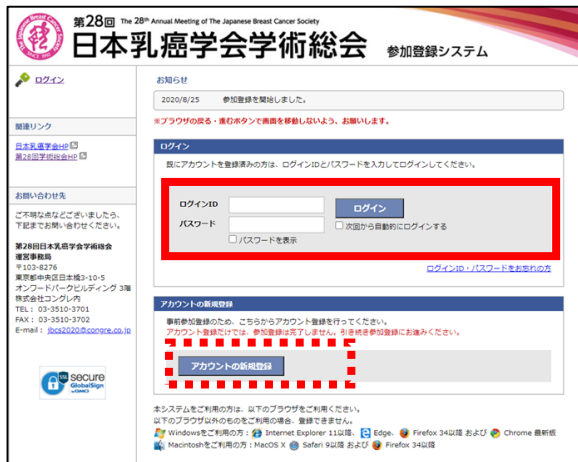 第28回 The 28th Annual Meeting of The Japanese Breast Cancer Society
日本乳癌学会学術総会 参加登録システム
ログイン
関連リンク
日本乳癌学会HP
第28回学術総会HP
お問い合わせ先
ご不明な点などございましたら、
下記までお問い合わせください。
第28回日本乳癌学会学術総会
運営事務局
〒103-8276
東京都中央区日本橋3-10-5
オンワードパークビルディング 3階
株式会社コングレ内
TEL： 03-3510-3701
FAX： 03-3510-3702
E-mail： jbcs2020@congre.co.jp
SSL secure
GlobalSign
by GMO
お知らせ
2020/8/25 参加登録を開始しました。
※ブラウザの戻る・進むボタンで画面を移動しないよう、お願いします。
ログイン
既にアカウントを登録済みの方は、ログインIDとパスワードを入力してログインしてください。
ログインID
パスワード
パスワードを表示
ログイン
次回から自動的にログインする
ログインID・パスワードをお忘れの方
アカウントの新規登録
事前参加登録のため、こちらからアカウント登録を行ってください。
アカウント登録だけでは、参加登録は完了しません。引き続き参加登録にお進みください。
アカウントの新規登録
本システムをご利用の方は、以下のブラウザをご利用ください。
以下のブラウザ以外のものをご利用の場合、登録できません。
Windowsをご利用の方： Internet Explorer 11以降、 Edge、 Firefox 34以降 および Chrome 最新版
Macintoshをご利用の方：MacOS X Safari 9以降 および Firefox 34以降